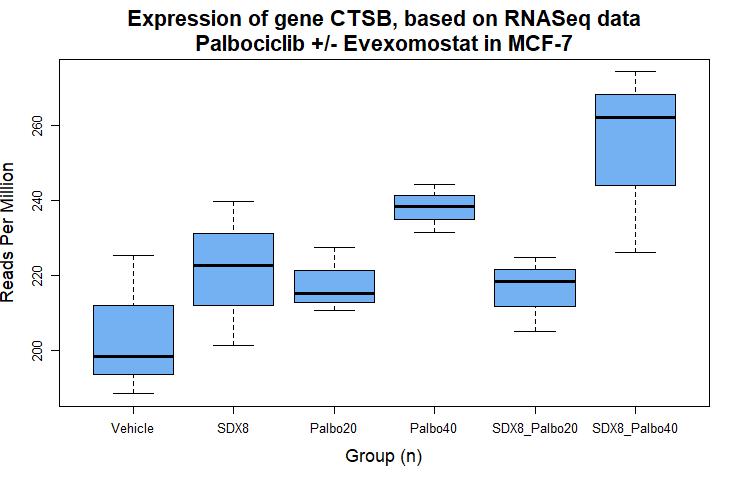 Expression of gene CTSB, based on RNASeq data
Palbociclib +/- Evexomostat in MCF-7
Reads Per Million
260
240
220
200
Vehicle SDX8 Palbo20 Palbo40 SDX8_Palbo20 SDX8_Palbo40
Group (n)